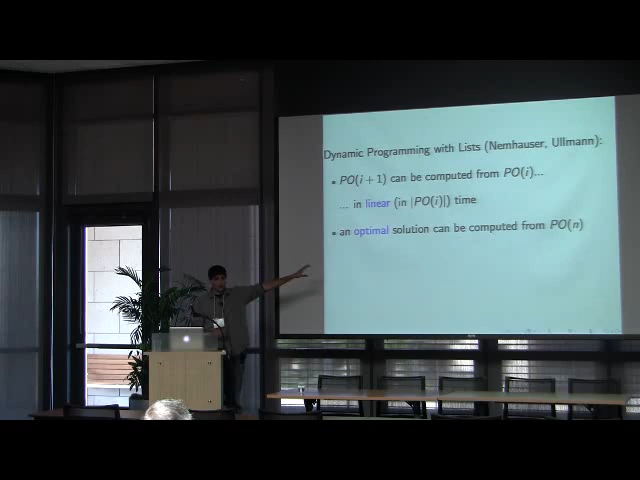 Dynamic Programming with Lists (Nemhauser, Ullmann):
PO(i + 1) can be computed from PO(i)...
... in linear (in |PO(i)|) time
an optimal solution can be computed from PO(n)